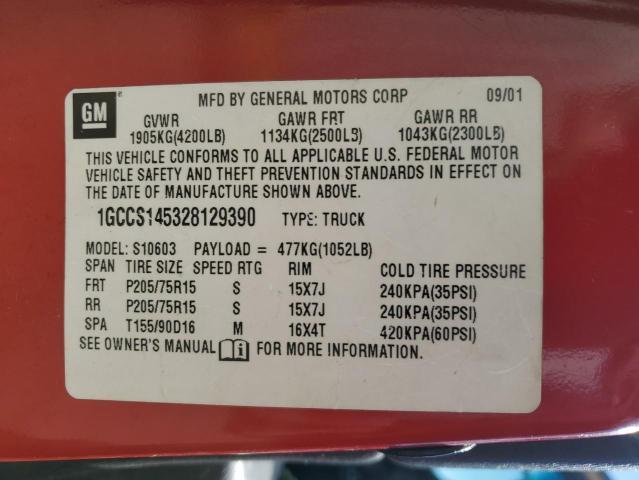 GM
MFD BY GENERAL MOTORS CORP 09/01
GVWR GAWR FRT GAWR RR
1905KG(4200LB) 1134KG(2500LB) 1043KG(2300LB)
THIS VEHICLE CONFORMS TO ALL APPLICABLE U.S. FEDERAL MOTOR
VEHICLE SAFETY AND THEFT PREVENTION STANDARDS IN EFFECT ON
THE DATE OF MANUFACTURE SHOWN ABOVE.
1GCCS145328129390 TYPE: TRUCK
MODEL: S10603 PAYLOAD = 477KG(1052LB)
SPAN TIRE SIZE SPEED RTG RIM COLD TIRE PRESSURE
FRT P205/75R15 S 15X7J 240KPA(35PSI)
RR P205/75R15 S 15X7J 240KPA(35PSI)
SPA T155/90D16 M 16X4T 420KPA(60PSI)
SEE OWNER'S MANUAL i FOR MORE INFORMATION.